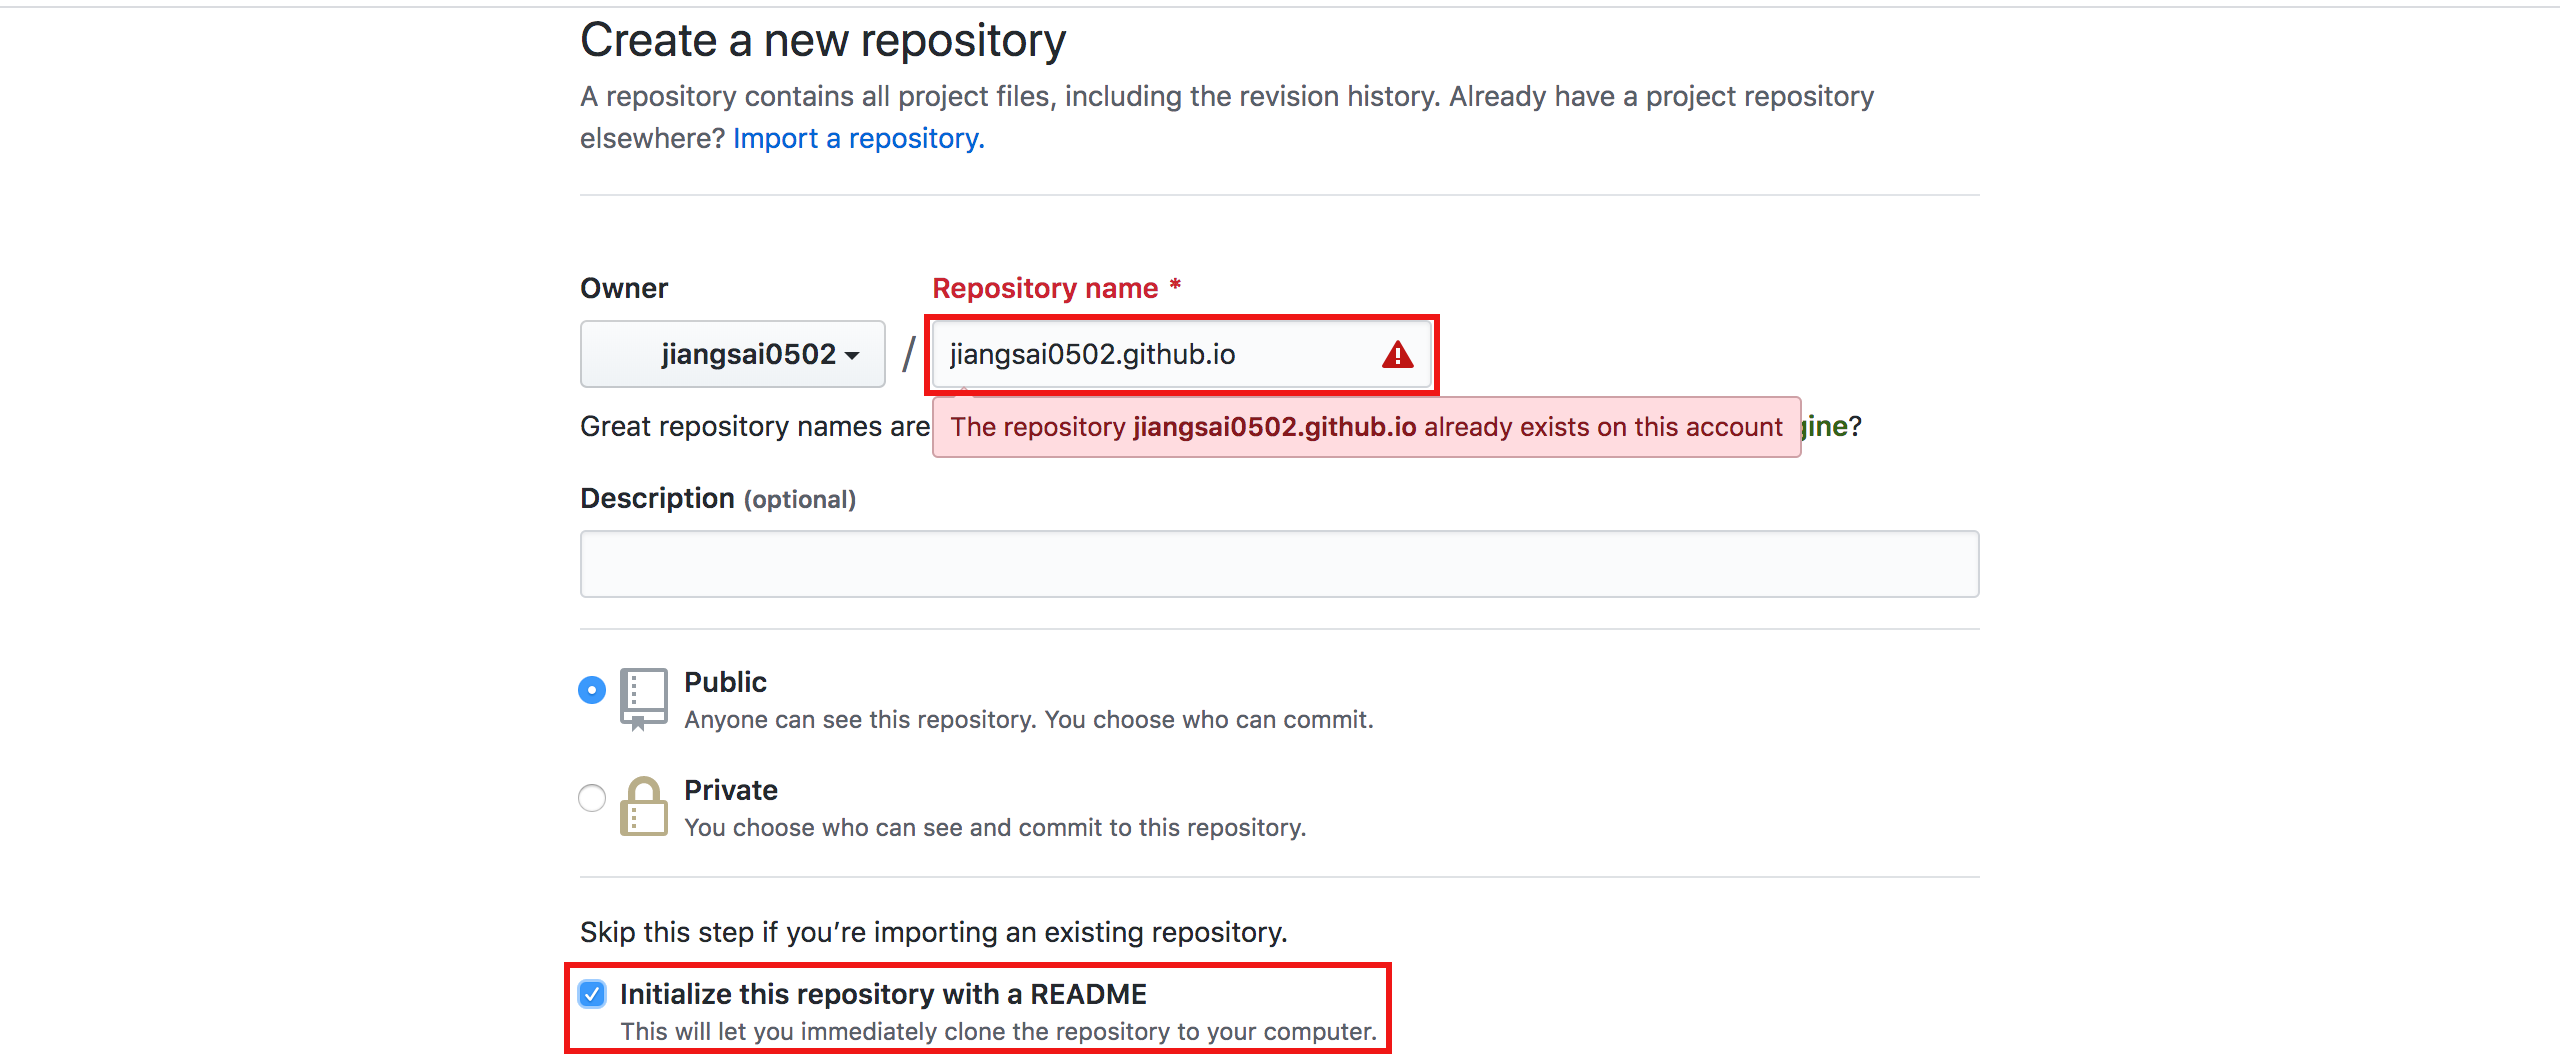 Create a new repository
A repository contains all project files, including the revision history. Already have a project repository
elsewhere? Import a repository.
Owner
Repository name *
jiangsai0502
/
jiangsai0502.github.io
Great repository names are
The repository jiangsai0502.github.io already exists on this account
gine?
Description (optional)
Public
Anyone can see this repository. You choose who can commit.
Private
You choose who can see and commit to this repository.
Skip this step if you’re importing an existing repository.
Initialize this repository with a README
This will let you immediately clone the repository to your computer.